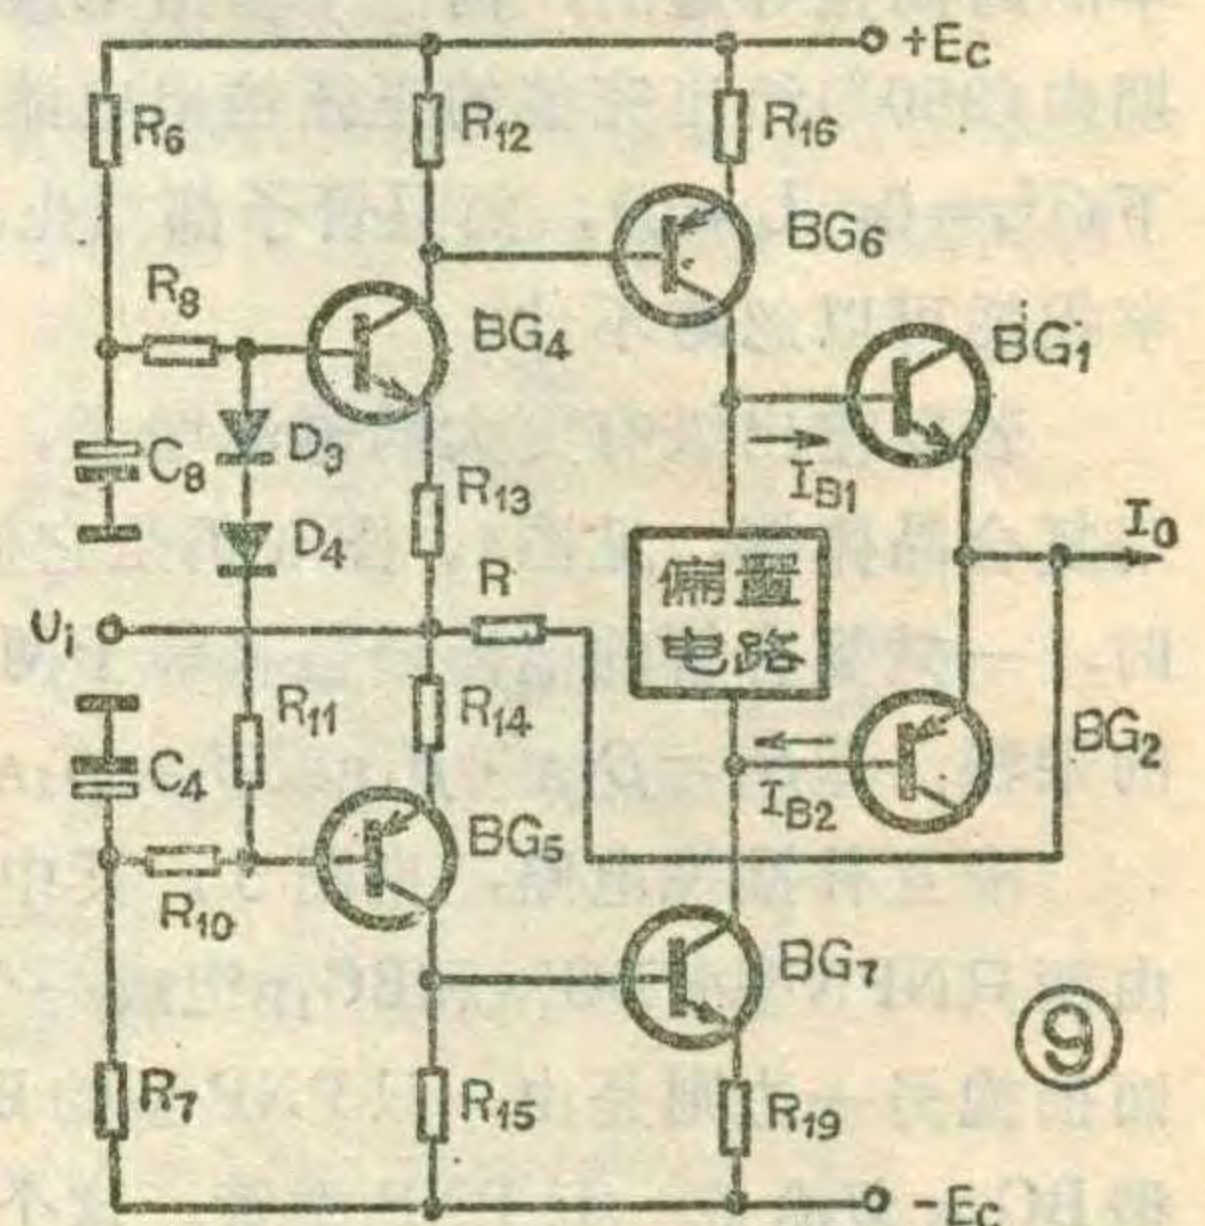 +Ec
R6
R12
R16
BG6
R8
BG4
BG1
C8
D3
IB1
R13
D4
I0
R
偏置
电路
Ui
R11
R14
C4
BG2
IB2
BG5
R10
BG7
⑨
R7
R15
R19
-Ec